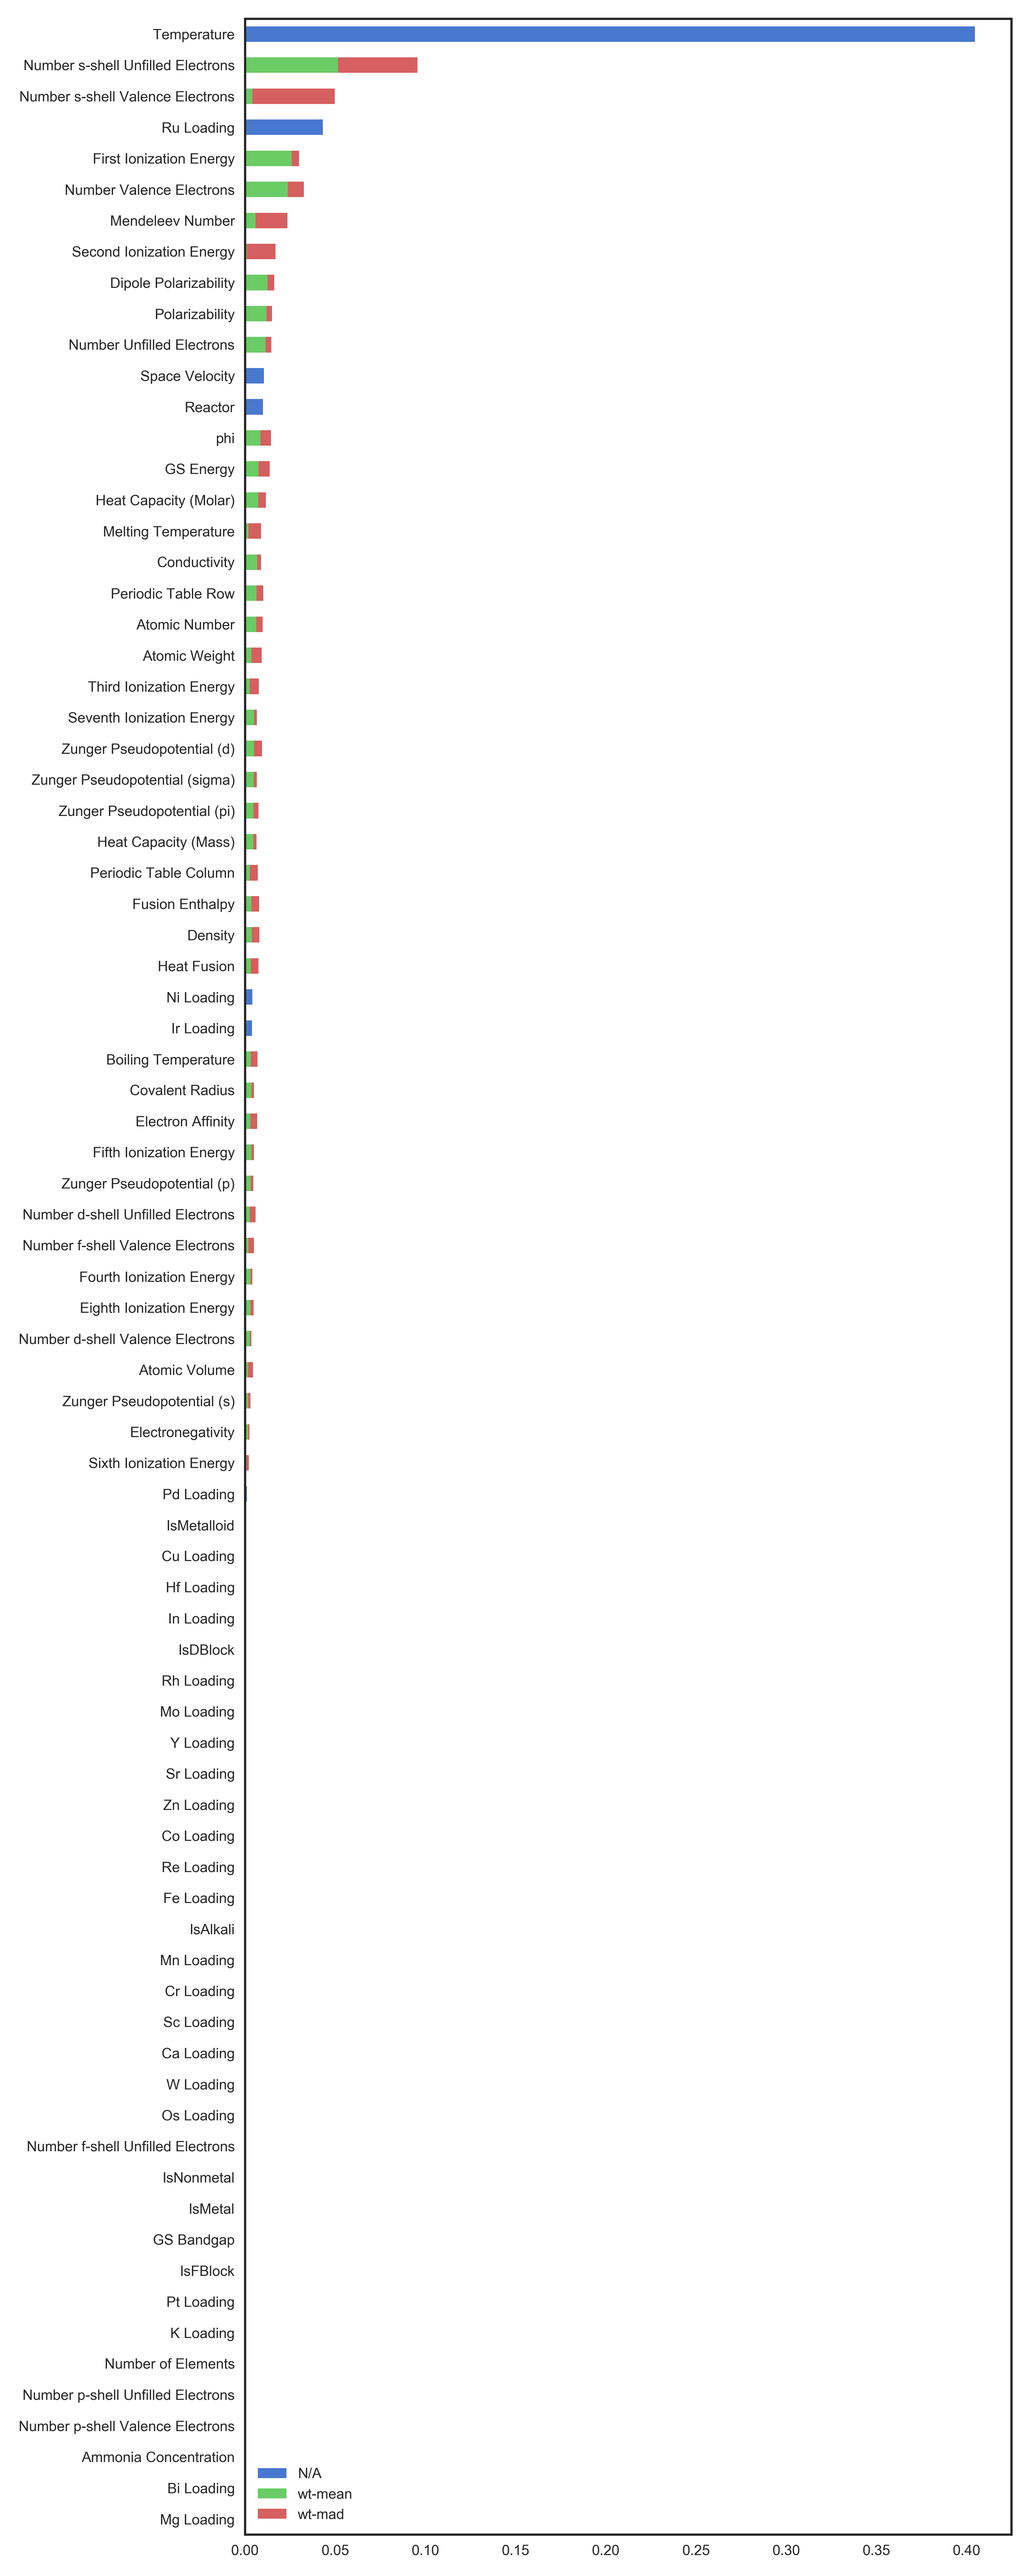 Temperature
Number s-shell Unfilled Electrons
Number s-shell Valence Electrons
Ru Loading
First Ionization Energy
Number Valence Electrons
Mendeleev Number
Second Ionization Energy
Dipole Polarizability
Polarizability
Number Unfilled Electrons
Space Velocity
Reactor
phi
GS Energy
Heat Capacity (Molar)
Melting Temperature
Conductivity
Periodic Table Row
Atomic Number
Atomic Weight
Third Ionization Energy
Seventh Ionization Energy
Zunger Pseudopotential (d)
Zunger Pseudopotential (sigma)
Zunger Pseudopotential (pi)
Heat Capacity (Mass)
Periodic Table Column
Fusion Enthalpy
Density
Heat Fusion
Ni Loading
Ir Loading
Boiling Temperature
Covalent Radius
Electron Affinity
Fifth Ionization Energy
Zunger Pseudopotential (p)
Number d-shell Unfilled Electrons
Number f-shell Valence Electrons
Fourth Ionization Energy
Eighth Ionization Energy
Number d-shell Valence Electrons
Atomic Volume
Zunger Pseudopotential (s)
Electronegativity
Sixth Ionization Energy
Pd Loading
IsMetalloid
Cu Loading
Hf Loading
In Loading
IsDBlock
Rh Loading
Mo Loading
Y Loading
Sr Loading
Zn Loading
Co Loading
Re Loading
Fe Loading
IsAlkali
Mn Loading
Cr Loading
Sc Loading
Ca Loading
W Loading
Os Loading
Number f-shell Unfilled Electrons
IsNonmetal
IsMetal
GS Bandgap
IsFBlock
Pt Loading
K Loading
Number of Elements
Number p-shell Unfilled Electrons
Number p-shell Valence Electrons
Ammonia Concentration
Bi Loading
Mg Loading
N/A
wt-mean
wt-mad
0.00 0.05 0.10 0.15 0.20 0.25 0.30 0.35 0.40